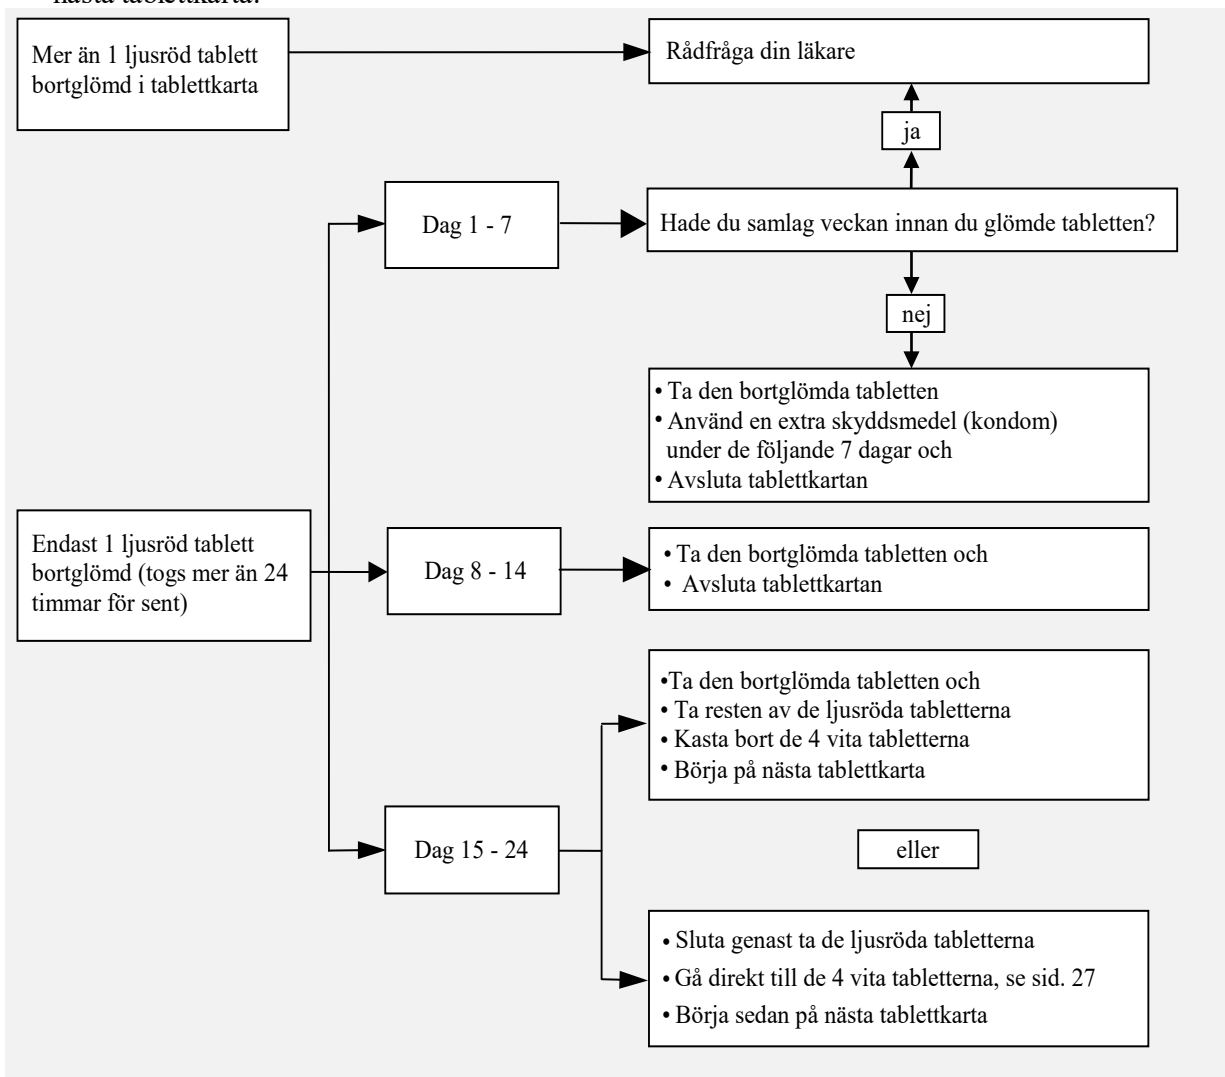 nästa tablettkarta.
Mer än 1 ljusröd tablett
bortglömd i tablettkarta
Rådfråga din läkare
ja
Dag 1 - 7
Hade du samlag veckan innan du glömde tabletten?
nej
• Ta den bortglömda tabletten
• Använd en extra skyddsmedel (kondom)
under de följande 7 dagar och
• Avsluta tablettkartan
Endast 1 ljusröd tablett
bortglömd (togs mer än 24
timmar för sent)
Dag 8 - 14
• Ta den bortglömda tabletten och
• Avsluta tablettkartan
•Ta den bortglömda tabletten och
• Ta resten av de ljusröda tabletterna
• Kasta bort de 4 vita tabletterna
• Börja på nästa tablettkarta
Dag 15 - 24
eller
• Sluta genast ta de ljusröda tabletterna
• Gå direkt till de 4 vita tabletterna, se sid. 27
• Börja sedan på nästa tablettkarta